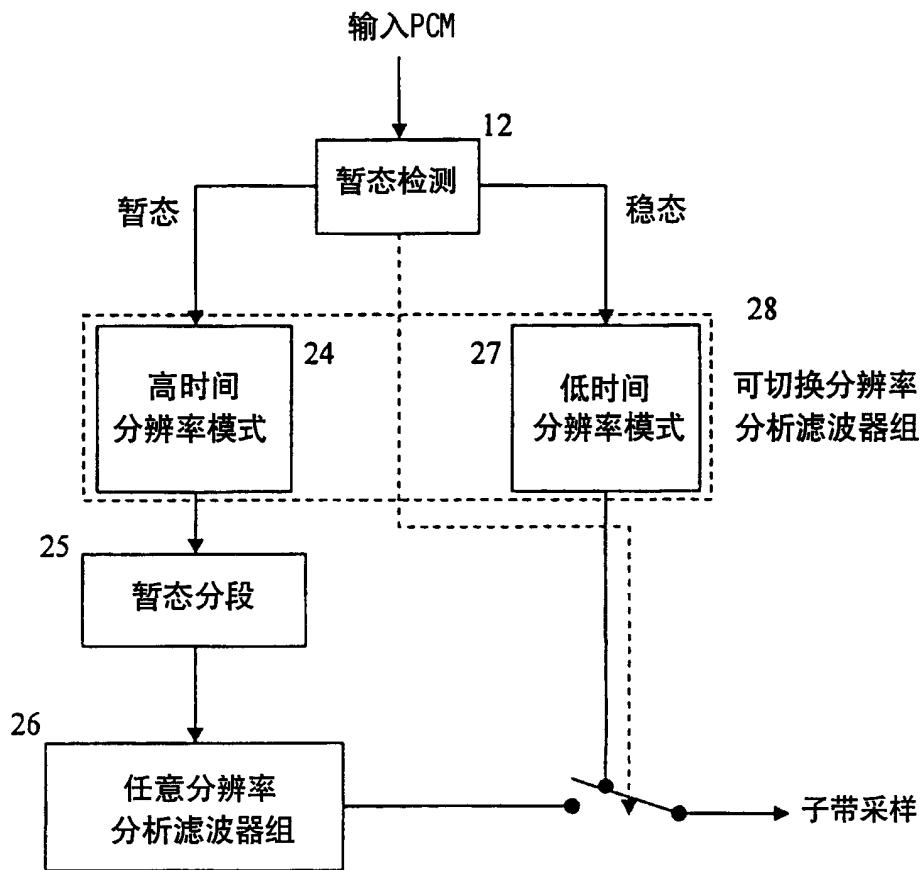 输入PCM
12
暂态检测
暂态
稳态
28
24
27
高时间
分辨率模式
低时间
分辨率模式
可切换分辨率
分析滤波器组
25
暂态分段
26
任意分辨率
分析滤波器组
子带采样